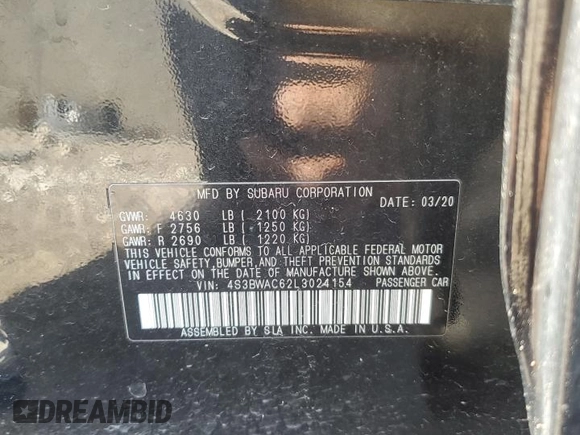 MFD BY SUBARU CORPORATION
DATE: 03/20
GVWR: 4630 LB ( 2100 KG)
GAWR: F 2756 LB ( 1250 KG)
GAWR: R 2690 LB ( 1220 KG)
THIS VEHICLE CONFORMS TO ALL APPLICABLE FEDERAL MOTOR
VEHICLE SAFETY, BUMPER, AND THEFT PREVENTION STANDARDS
IN EFFECT ON THE DATE OF MANUFACTURE SHOWN ABOVE.
VIN: 4S3BWAC62L3024154 PASSENGER CAR
ASSEMBLED BY SIA INC. MADE IN U.S.A.
DREAMBID